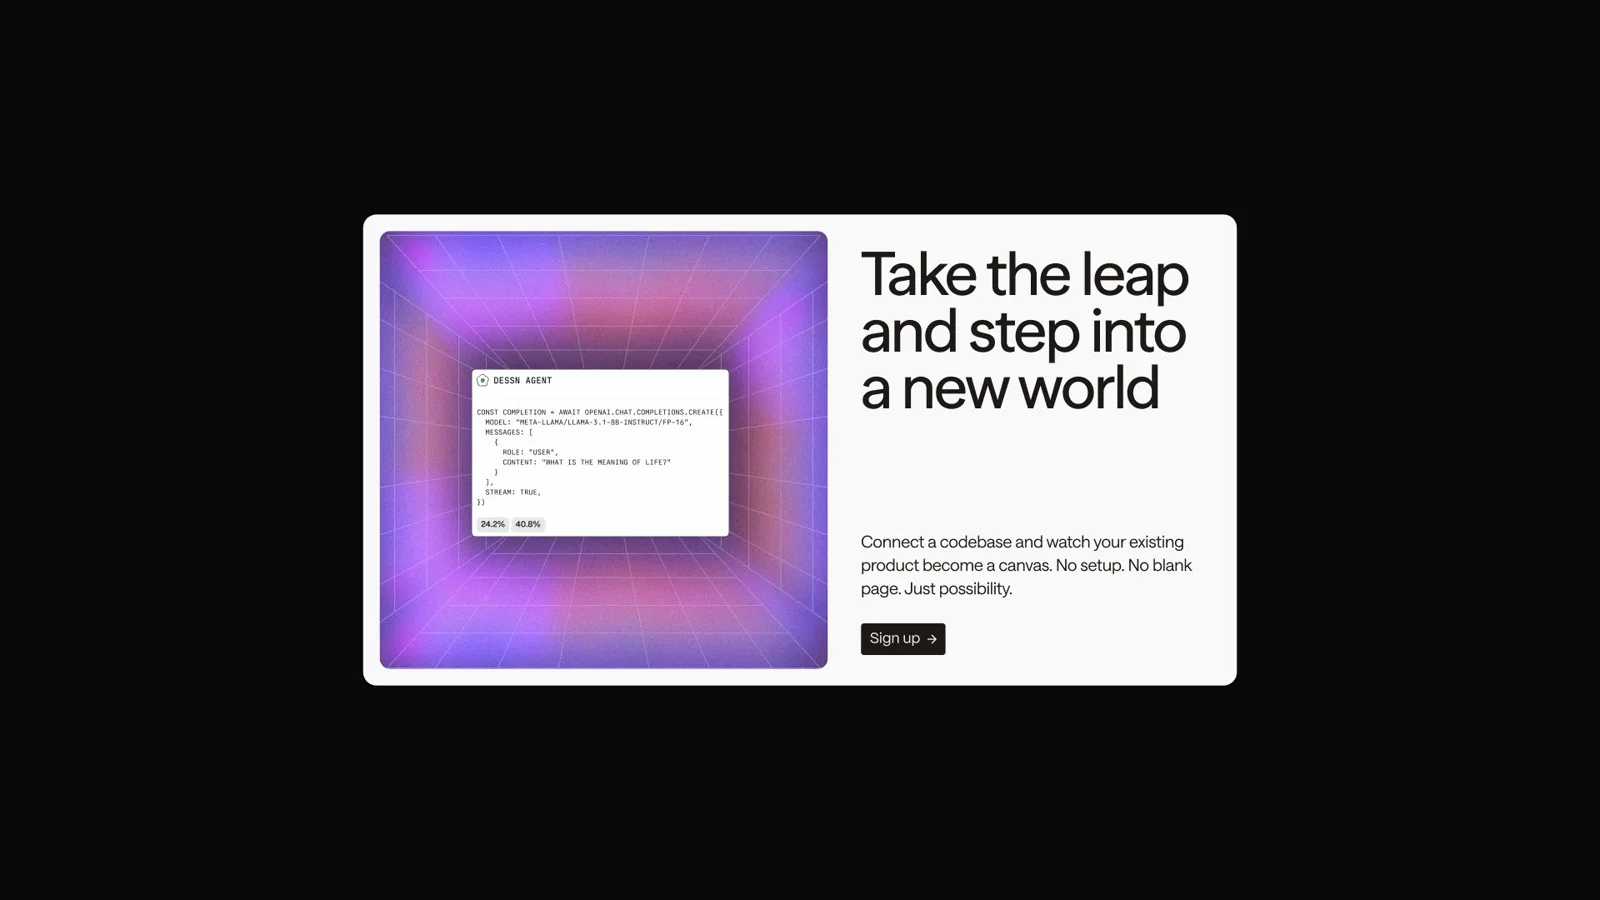 DESSN AGENT
CONST COMPLETION = AWAIT OPENAI.CHAT.COMPLETIONS.CREATE({
MODEL: "META-LLAMA/LLAMA-3.1-8B-INSTRUCT/FP-16",
MESSAGES: [
{
ROLE: "USER",
CONTENT: "WHAT IS THE MEANING OF LIFE?"
}
],
STREAM: TRUE,
})
24.2% 40.8%
Take the leap
and step into
a new world
Connect a codebase and watch your existing
product become a canvas. No setup. No blank
page. Just possibility.
Sign up →